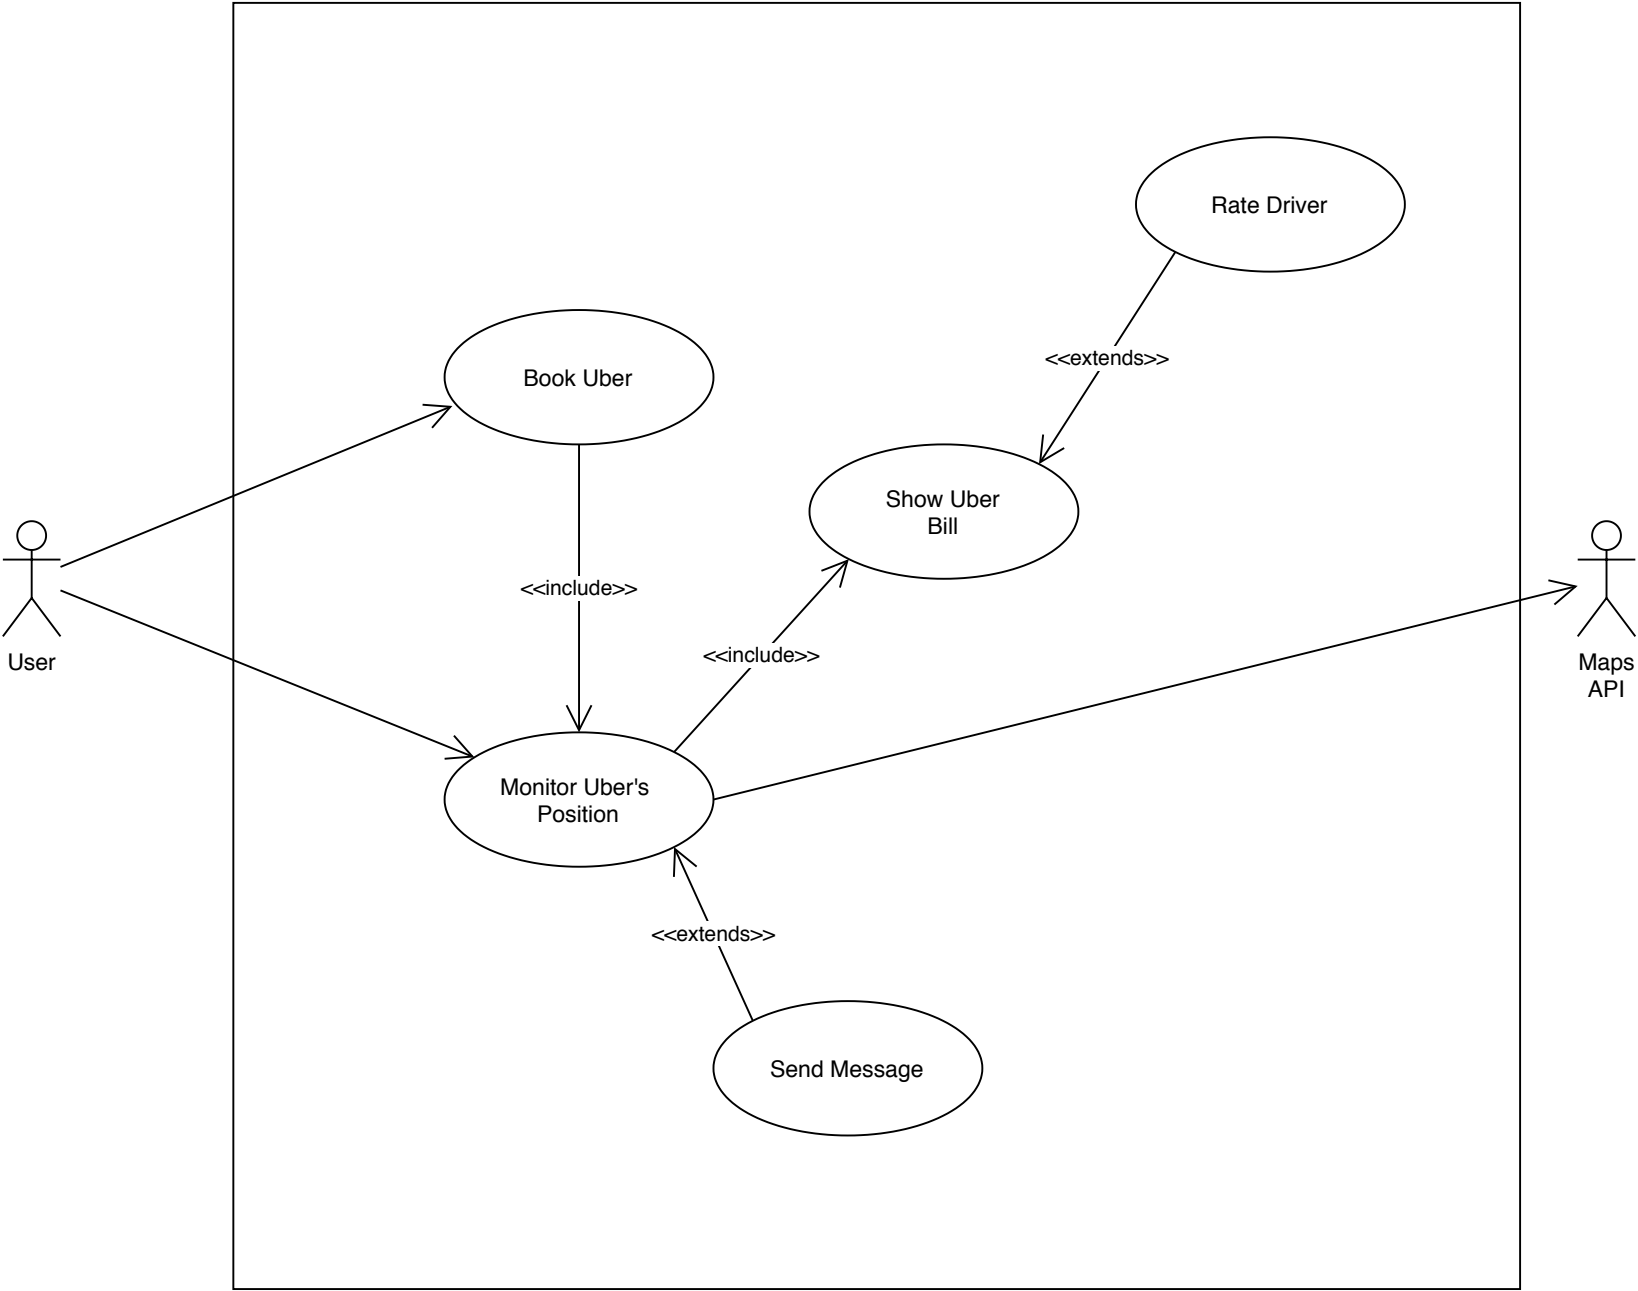 Rate Driver
<<extends>>
Book Uber
Show Uber
Bill
<<include>>
<<include>>
User
Maps
API
Monitor Uber's
Position
<<extends>>
Send Message